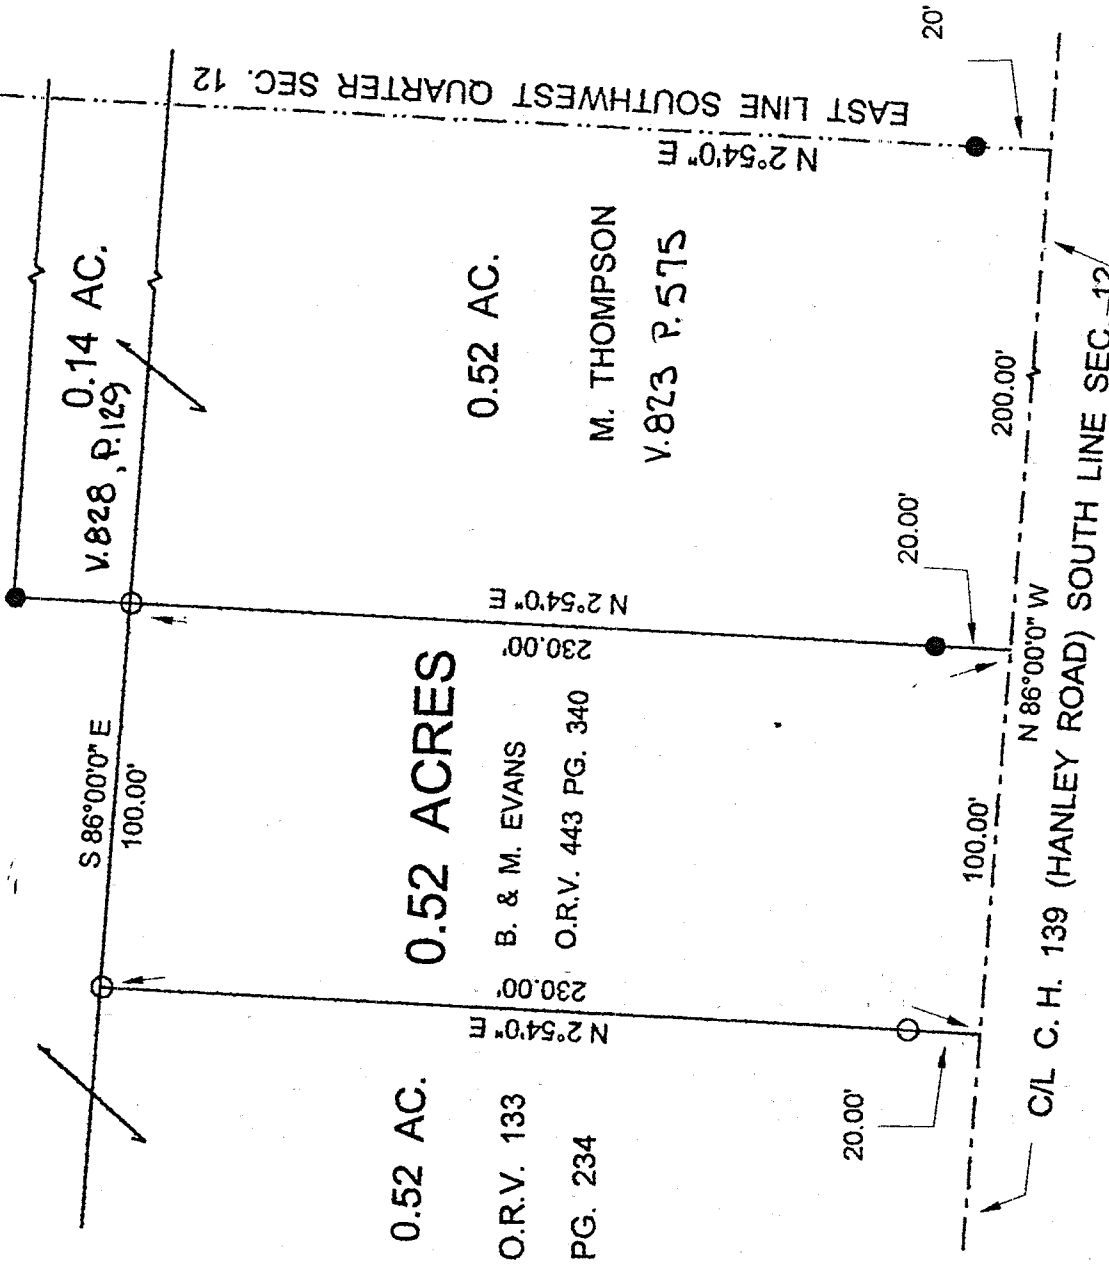 EAST LINE SOUTHWEST QUARTER SEC. 12
N 2°54'0" E
20'
0.14 AC.
V.828, P.129
0.52 AC.
M. THOMPSON
V.823 P.575
S 86°00'0" E
100.00'
N 2°54'0" E
230.00'
0.52 ACRES
B. & M. EVANS
O.R.V. 443 PG. 340
230.00'
N 2°54'0" E
0.52 AC.
O.R.V. 133
PG. 234
20.00'
20.00'
200.00'
100.00'
N 86°00'0" W
C/L C. H. 139 (HANLEY ROAD) SOUTH LINE SEC. 12